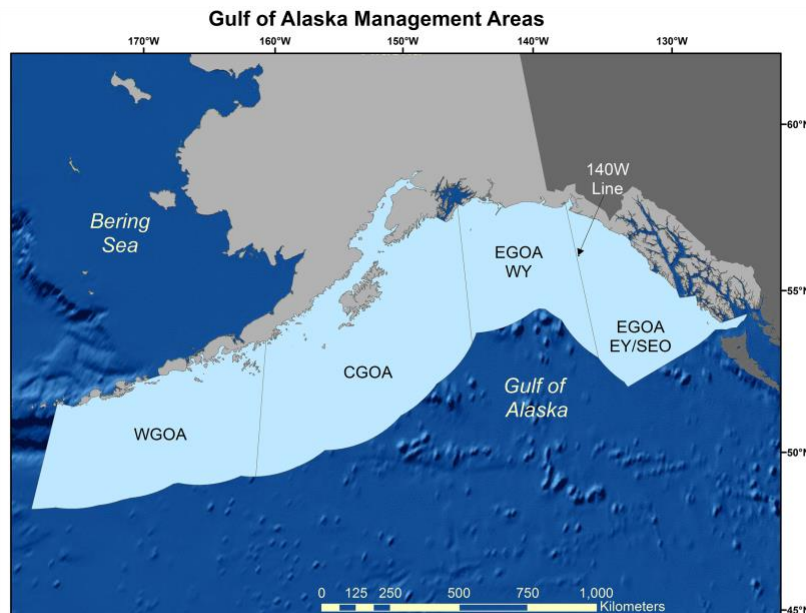 Gulf of Alaska Management Areas
170°W 160°W 150°W 140°W 130°W
60°N
140W
Line
Bering
Sea
EGOA
WY
55°N
EGOA
EY/SEO
CGOA
Gulf of
Alaska
WGOA
50°N
0 125 250 500 750 1,000
Kilometers
45°N